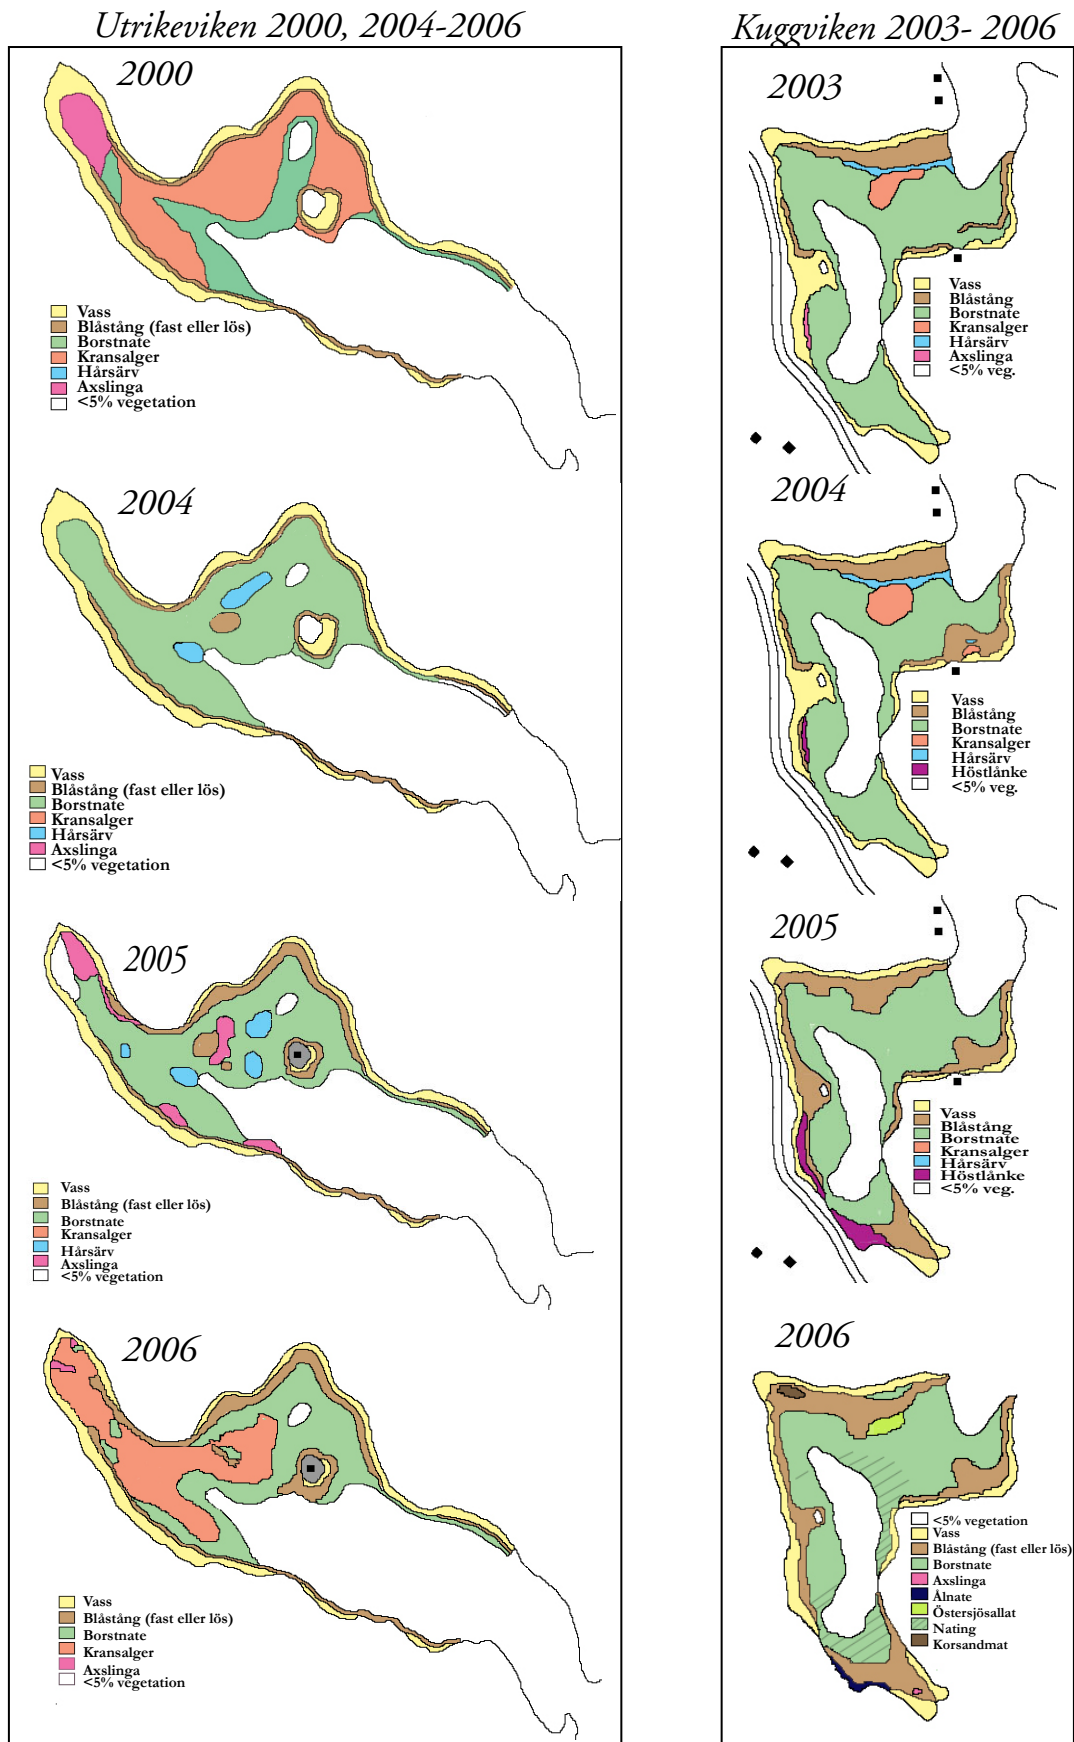 Utrikeviken 2000, 2004-2006
2000
Vass
Blåstång (fast eller lös)
Borstnate
Kransalger
Hårsärv
Axslinga
<5% vegetation
2004
Vass
Blåstång (fast eller lös)
Borstnate
Kransalger
Hårsärv
Axslinga
<5% vegetation
2005
Vass
Blåstång (fast eller lös)
Borstnate
Kransalger
Hårsärv
Axslinga
<5% vegetation
2006
Vass
Blåstång (fast eller lös)
Borstnate
Kransalger
Axslinga
<5% vegetation
Kuggviken 2003- 2006
2003
Vass
Blåstång
Borstnate
Kransalger
Hårsärv
Axslinga
<5% veg.
2004
Vass
Blåstång
Borstnate
Kransalger
Hårsärv
Höstlånke
<5% veg.
2005
Vass
Blåstång
Borstnate
Kransalger
Hårsärv
Höstlånke
<5% veg.
2006
<5% vegetation
Vass
Blåstång (fast eller lös)
Borstnate
Axslinga
Ålnate
Östersjösallat
Nating
Korsandmat